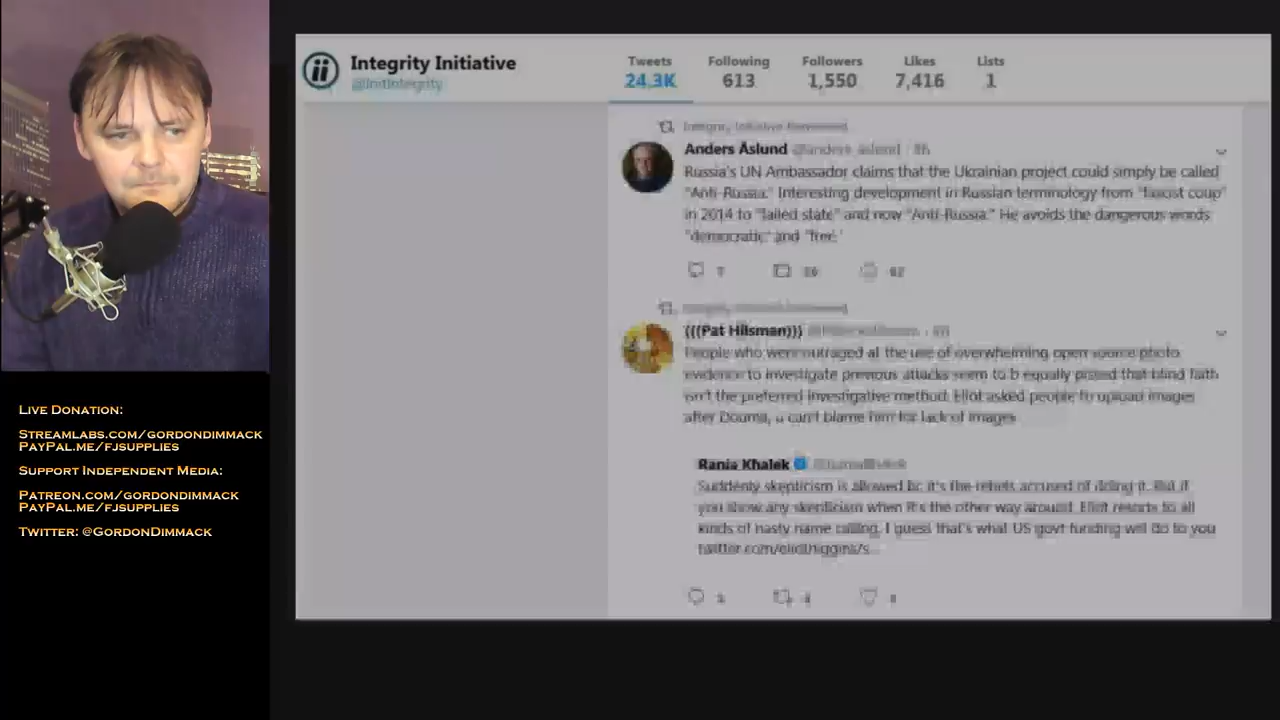 Live Donation:
Streamlabs.com/gordondimmack
PayPal.me/fjsupplies
Support Independent Media:
Patreon.com/gordondimmack
PayPal.me/fjsupplies
Twitter: @GordonDimmack
ii
Integrity Initiative
@InitIntegrity
Tweets
24.3K
Following
613
Followers
1,550
Likes
7,416
Lists
1
Integrity Initiative Retweeted
Anders Åslund @anders_aslund
Russia's UN Ambassador claims that the Ukrainian project could simply be called
"Anti-Russia." Interesting development in Russian terminology from "fascist coup"
in 2014 to "failed state" and now "Anti-Russia." He avoids the dangerous words
"democratic" and "free."
(((Pat Hilsman)))
People who were outraged at the use of overwhelming open source photo
evidence to investigate previous attacks seem to b equally pissed that blind faith
isn't the preferred investigative method. Eliot asked people to upload images
after Douma, u can't blame him for lack of images
Rania Khalek
Suddenly skepticism is allowed bc it's the rebels accused of doing it. But if
you show any skepticism when it's the other way around, Eliot resorts to all
kinds of nasty name calling. I guess that's what US govt funding will do to you
twitter.com/eliothiggins/s…